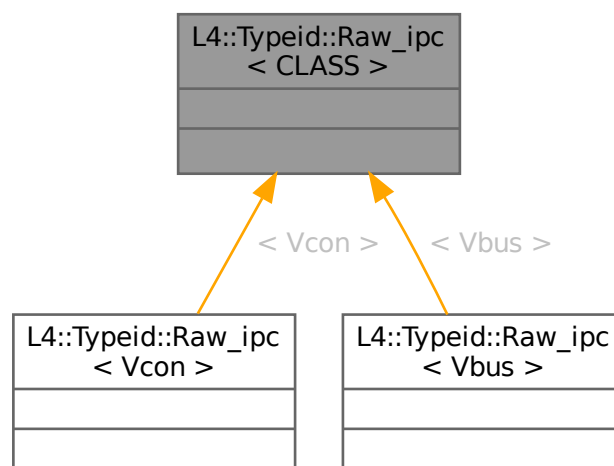 L4::Typeid::Raw_ipc
< CLASS >
< Vcon >
< Vbus >
L4::Typeid::Raw_ipc
< Vcon >
L4::Typeid::Raw_ipc
< Vbus >